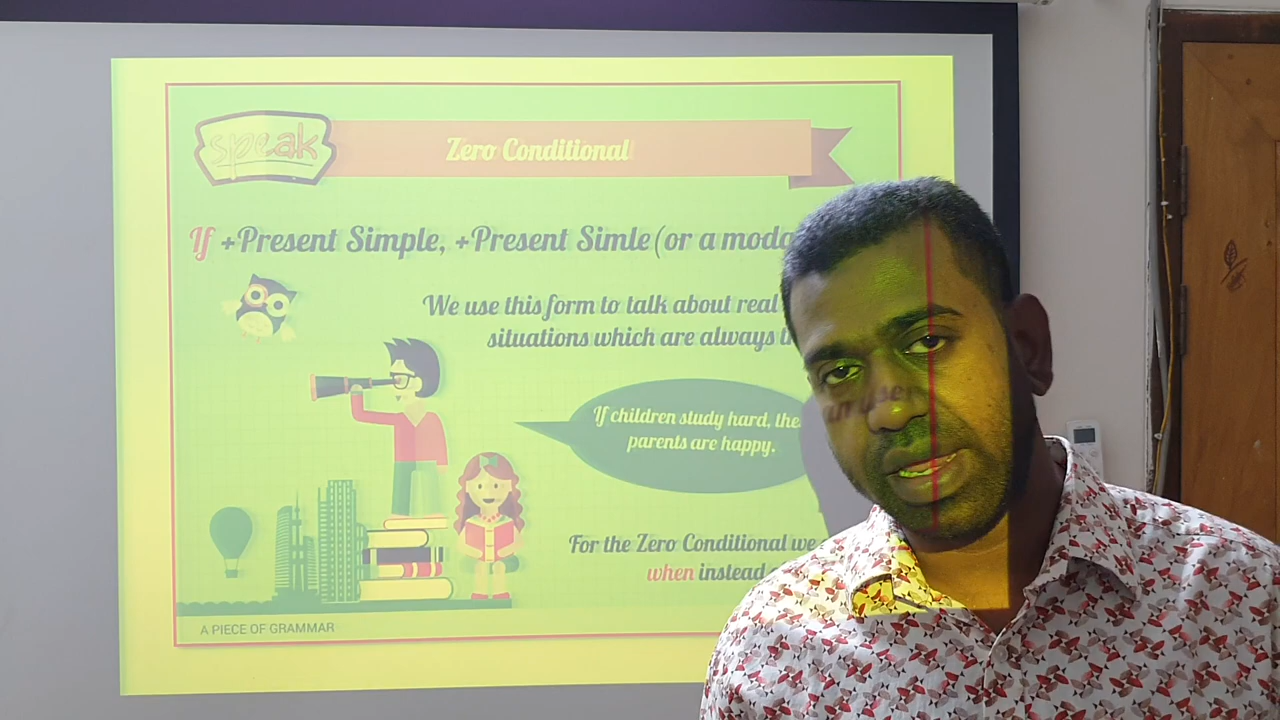 speak
Zero Conditional
If +Present Simple, +Present Simle (or a moda
We use this form to talk about real
situations which are always
If children study hard, the
parents are happy.
For the Zero Conditional we
when instead
A PIECE OF GRAMMAR